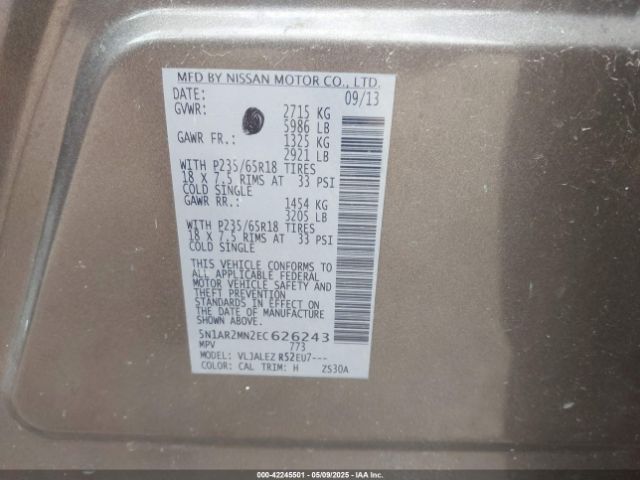 MFD BY NISSAN MOTOR CO., LTD.
DATE: 09/13
GVWR: 2715 KG
5986 LB
GAWR FR.: 1325 KG
2921 LB
WITH P235/65R18 TIRES
18 X 7.5 RIMS AT 33 PSI
COLD SINGLE
GAWR RR.: 1454 KG
3205 LB
WITH P235/65R18 TIRES
18 X 7.5 RIMS AT 33 PSI
COLD SINGLE
THIS VEHICLE CONFORMS TO
ALL APPLICABLE FEDERAL
MOTOR VEHICLE SAFETY AND
THEFT PREVENTION
STANDARDS IN EFFECT ON
THE DATE OF MANUFACTURE
SHOWN ABOVE.
5N1AR2MN2EC626243
MPV 773
MODEL: VLJALEZ R52EU7---
COLOR: CAL TRIM: H ZS30A
000-42245501 - 05/09/2025 - IAAI, Inc.